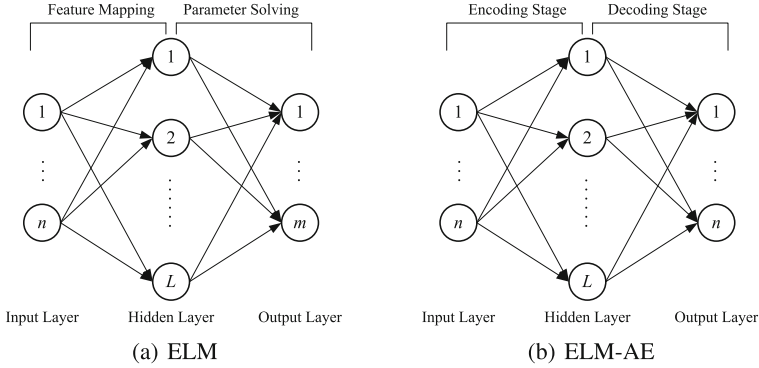 Feature Mapping Parameter Solving
1
1 2 1
n m
L
Input Layer Hidden Layer Output Layer
(a) ELM
Encoding Stage Decoding Stage
1
1 2 1
n n
L
Input Layer Hidden Layer Output Layer
(b) ELM-AE